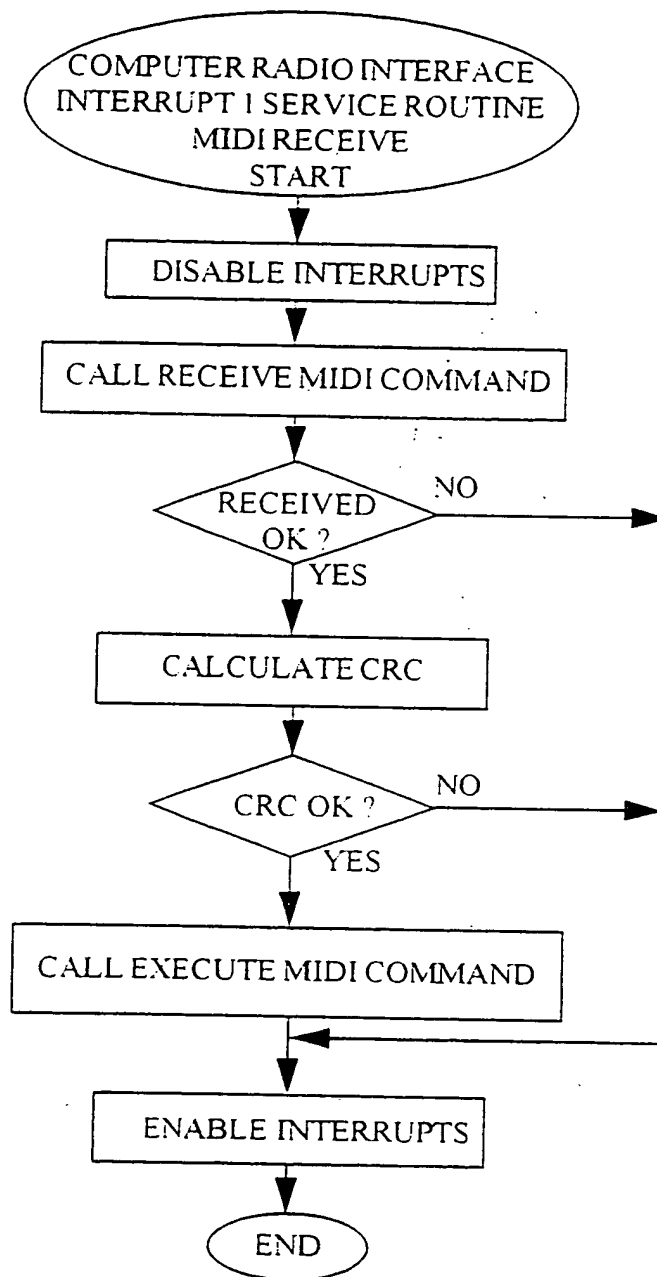 COMPUTER RADIO INTERFACE
INTERRUPT 1 SERVICE ROUTINE
MIDI RECEIVE
START
DISABLE INTERRUPTS
CALL RECEIVE MIDI COMMAND
RECEIVED
OK ?
NO
YES
CALCULATE CRC
CRC OK ?
NO
YES
CALL EXECUTE MIDI COMMAND
ENABLE INTERRUPTS
END